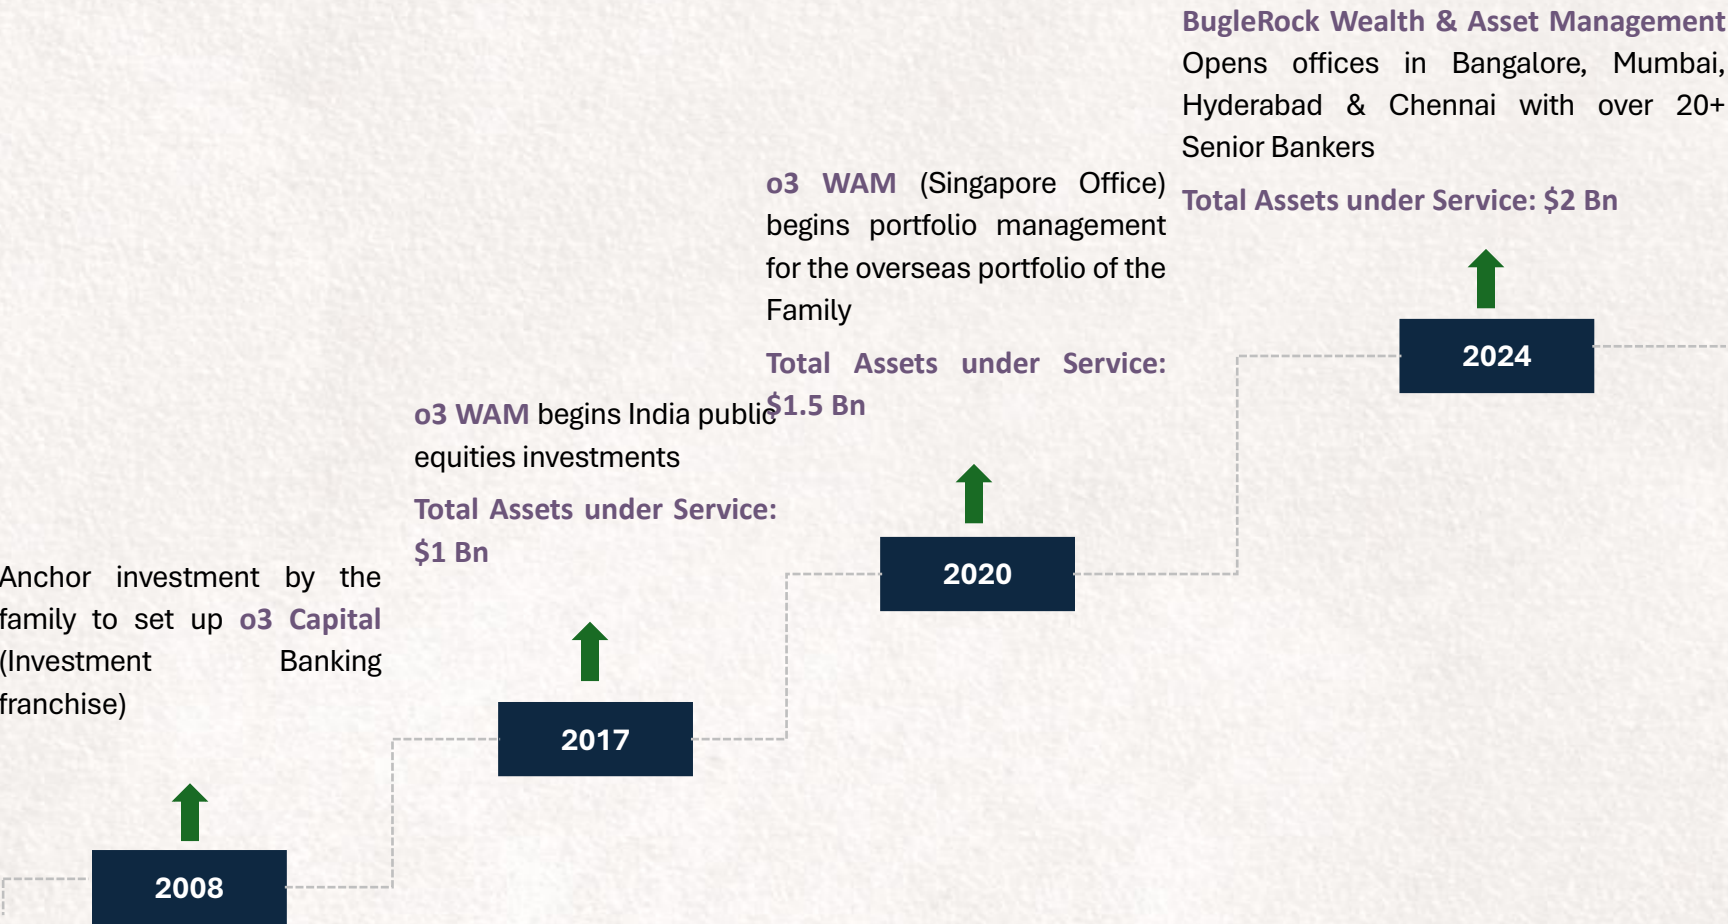 BugleRock Wealth & Asset Management
Opens offices in Bangalore, Mumbai,
Hyderabad & Chennai with over 20+
Senior Bankers
Total Assets under Service: $2 Bn
2024
o3 WAM (Singapore Office)
begins portfolio management
for the overseas portfolio of the
Family
Total Assets under Service:
$1.5 Bn
2020
o3 WAM begins India public
equities investments
Total Assets under Service:
$1 Bn
2017
Anchor investment by the
family to set up o3 Capital
(Investment Banking
franchise)
2008